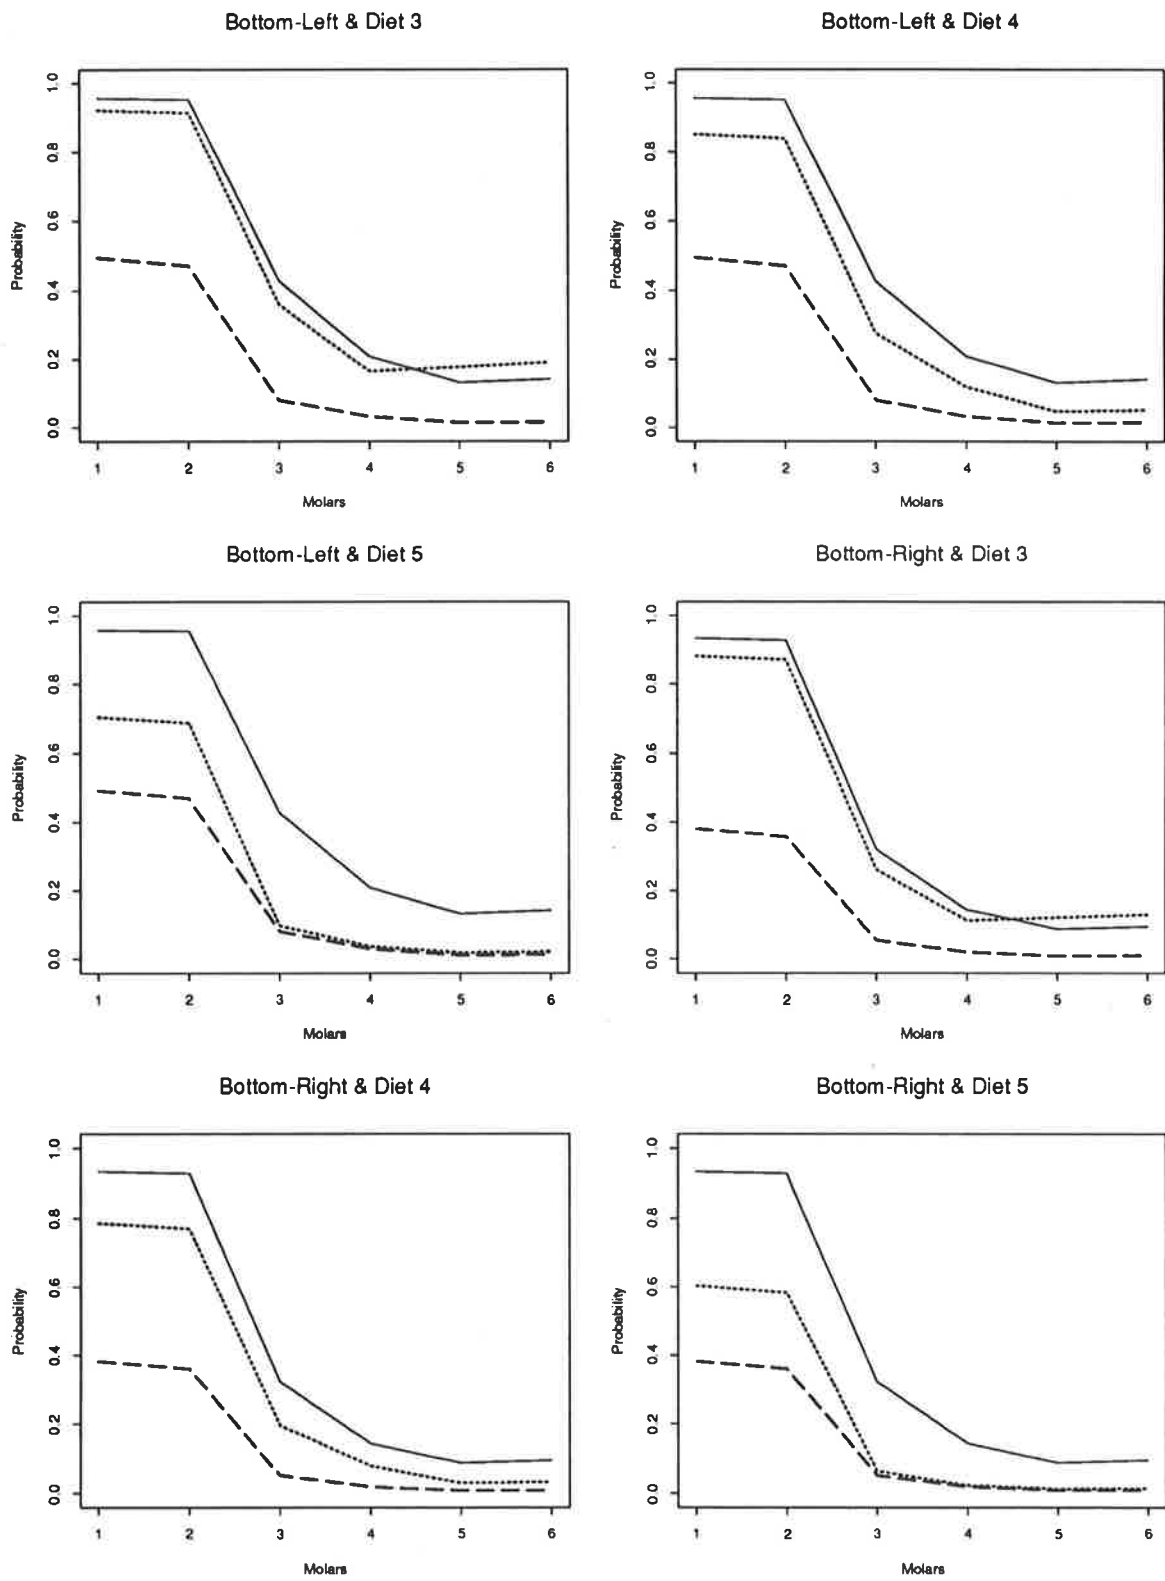 Bottom-Left & Diet 3
1.0
0.8
0.6
0.4
0.2
0.0
Probability
1 2 3 4 5 6
Molars
Bottom-Left & Diet 4
1.0
0.8
0.6
0.4
0.2
0.0
Probability
1 2 3 4 5 6
Molars
Bottom-Left & Diet 5
1.0
0.8
0.6
0.4
0.2
0.0
Probability
1 2 3 4 5 6
Molars
Bottom-Right & Diet 3
1.0
0.8
0.6
0.4
0.2
0.0
Probability
1 2 3 4 5 6
Molars
Bottom-Right & Diet 4
1.0
0.8
0.6
0.4
0.2
0.0
Probability
1 2 3 4 5 6
Molars
Bottom-Right & Diet 5
1.0
0.8
0.6
0.4
0.2
0.0
Probability
1 2 3 4 5 6
Molars